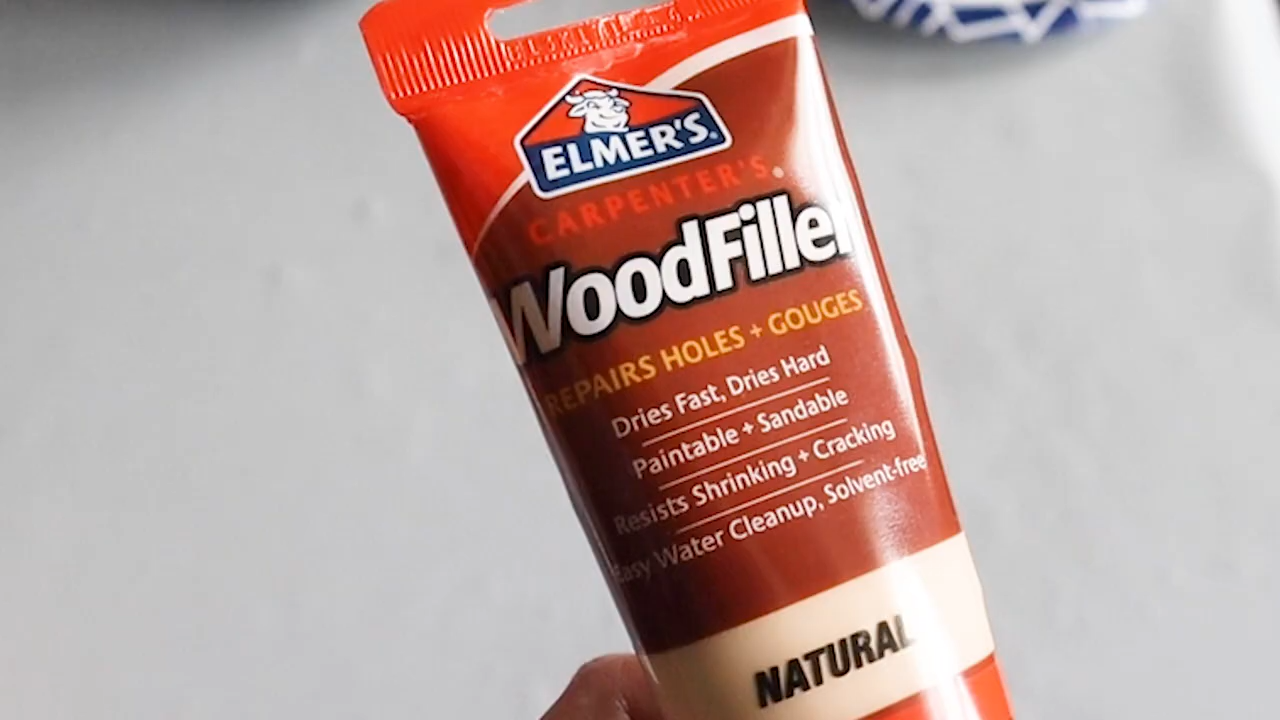 ELMER'S®
CARPENTER'S®
WoodFiller
REPAIRS HOLES + GOUGES
Dries Fast, Dries Hard
Paintable + Sandable
Resists Shrinking + Cracking
Easy Water Cleanup, Solvent-free
NATURAL